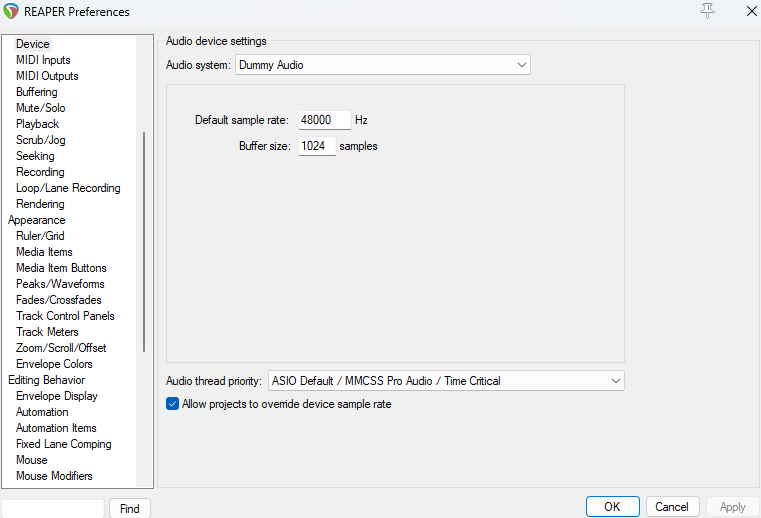 REAPER Preferences
Device
MIDI Inputs
MIDI Outputs
Buffering
Mute/Solo
Playback
Scrub/Jog
Seeking
Recording
Loop/Lane Recording
Rendering
Appearance
Ruler/Grid
Media Items
Media Item Buttons
Peaks/Waveforms
Fades/Crossfades
Track Control Panels
Track Meters
Zoom/Scroll/Offset
Envelope Colors
Editing Behavior
Envelope Display
Automation
Automation Items
Fixed Lane Comping
Mouse
Mouse Modifiers
Find
Audio device settings
Audio system: Dummy Audio
Default sample rate: 48000 Hz
Buffer size: 1024 samples
Audio thread priority: ASIO Default / MMCSS Pro Audio / Time Critical
Allow projects to override device sample rate
OK Cancel Apply